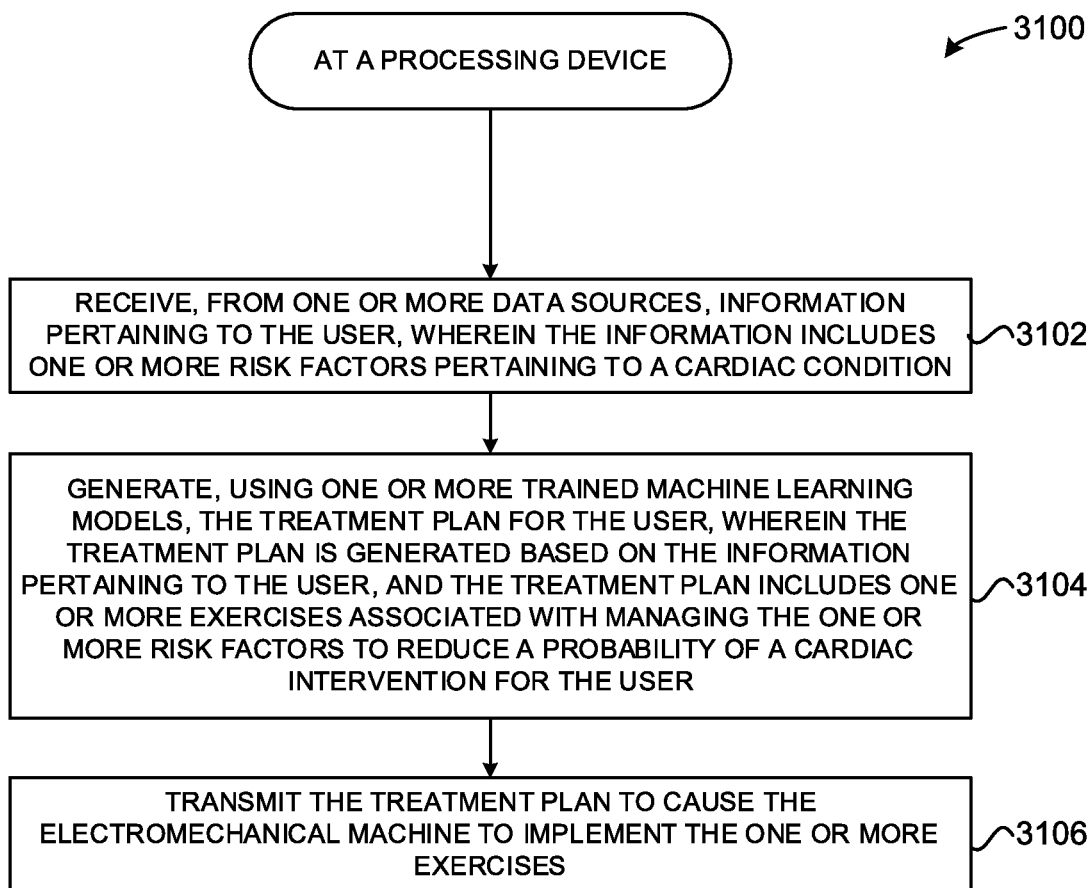 3100
AT A PROCESSING DEVICE
RECEIVE, FROM ONE OR MORE DATA SOURCES, INFORMATION
PERTAINING TO THE USER, WHEREIN THE INFORMATION INCLUDES
ONE OR MORE RISK FACTORS PERTAINING TO A CARDIAC CONDITION
3102
GENERATE, USING ONE OR MORE TRAINED MACHINE LEARNING
MODELS, THE TREATMENT PLAN FOR THE USER, WHEREIN THE
TREATMENT PLAN IS GENERATED BASED ON THE INFORMATION
PERTAINING TO THE USER, AND THE TREATMENT PLAN INCLUDES ONE
OR MORE EXERCISES ASSOCIATED WITH MANAGING THE ONE OR
MORE RISK FACTORS TO REDUCE A PROBABILITY OF A CARDIAC
INTERVENTION FOR THE USER
3104
TRANSMIT THE TREATMENT PLAN TO CAUSE THE
ELECTROMECHANICAL MACHINE TO IMPLEMENT THE ONE OR MORE
EXERCISES
3106